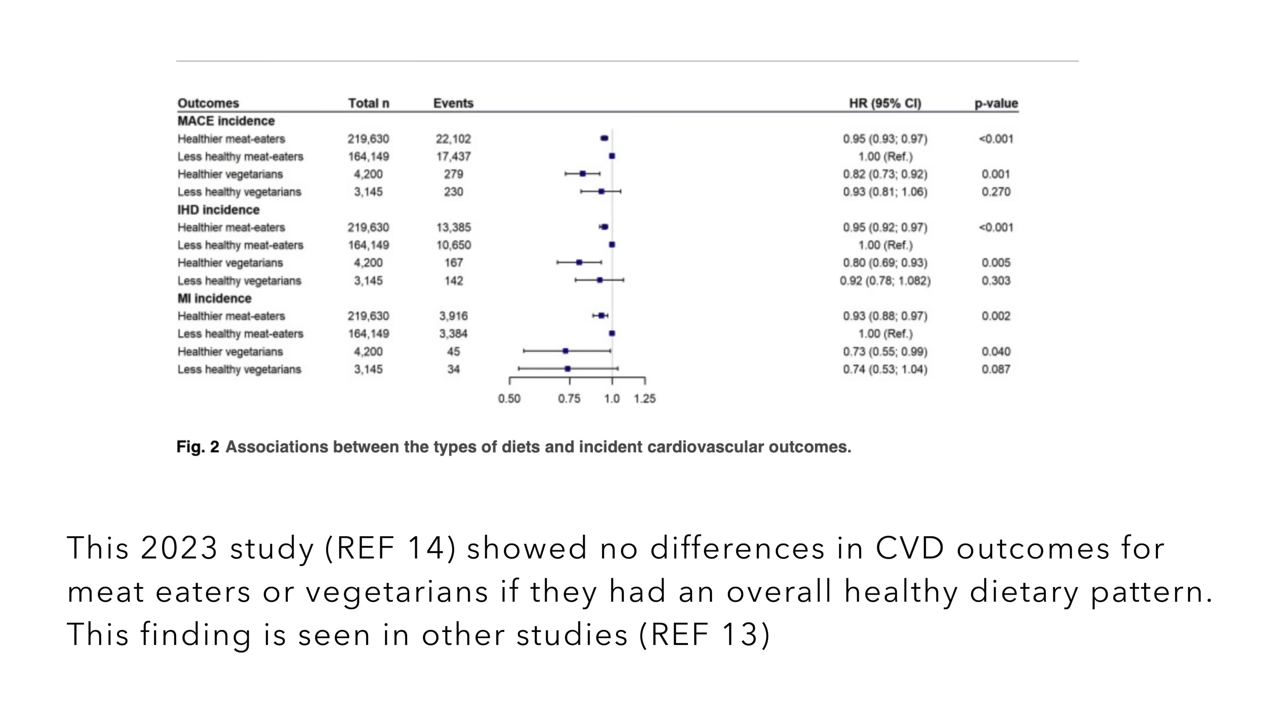 Outcomes Total n Events HR (95% CI) p-value
MACE incidence
Healthier meat-eaters 219,630 22,102 0.95 (0.93; 0.97) <0.001
Less healthy meat-eaters 164,149 17,437 1.00 (Ref.)
Healthier vegetarians 4,200 279 0.82 (0.73; 0.92) 0.001
Less healthy vegetarians 3,145 230 0.93 (0.81; 1.06) 0.270
IHD incidence
Healthier meat-eaters 219,630 13,385 0.95 (0.92; 0.97) <0.001
Less healthy meat-eaters 164,149 10,650 1.00 (Ref.)
Healthier vegetarians 4,200 167 0.80 (0.69; 0.93) 0.005
Less healthy vegetarians 3,145 142 0.92 (0.78; 1.082) 0.303
MI incidence
Healthier meat-eaters 219,630 3,916 0.93 (0.88; 0.97) 0.002
Less healthy meat-eaters 164,149 3,384 1.00 (Ref.)
Healthier vegetarians 4,200 45 0.73 (0.55; 0.99) 0.040
Less healthy vegetarians 3,145 34 0.74 (0.53; 1.04) 0.087
0.50 0.75 1.0 1.25
Fig. 2 Associations between the types of diets and incident cardiovascular outcomes.
This 2023 study (REF 14) showed no differences in CVD outcomes for
meat eaters or vegetarians if they had an overall healthy dietary pattern.
This finding is seen in other studies (REF 13)